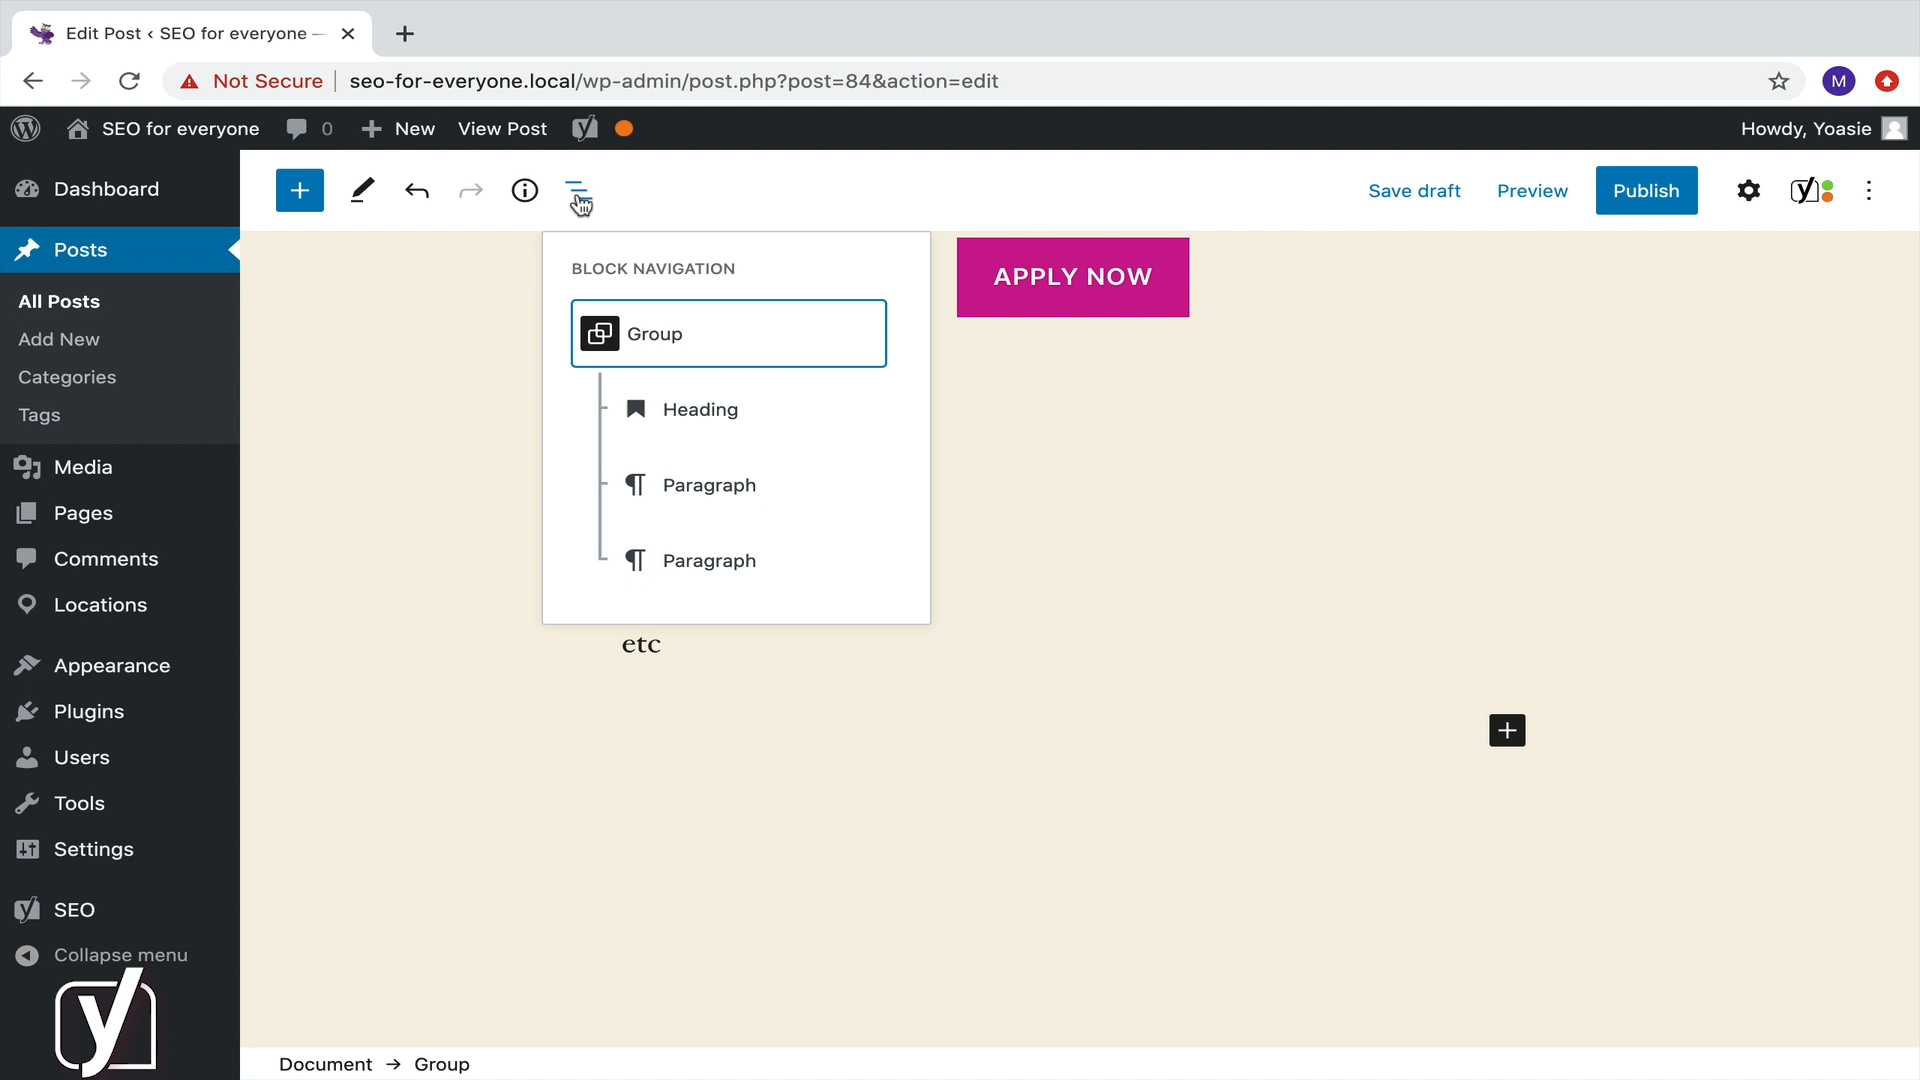 Edit Post ‹ SEO for everyone —
Not Secure
seo-for-everyone.local/wp-admin/post.php?post=84&action=edit
M
SEO for everyone
0
New
View Post
Howdy, Yoasie
Dashboard
Posts
All Posts
Add New
Categories
Tags
Media
Pages
Comments
Locations
Appearance
Plugins
Users
Tools
Settings
SEO
Collapse menu
Save draft
Preview
Publish
BLOCK NAVIGATION
Group
Heading
Paragraph
Paragraph
APPLY NOW
etc
Document → Group